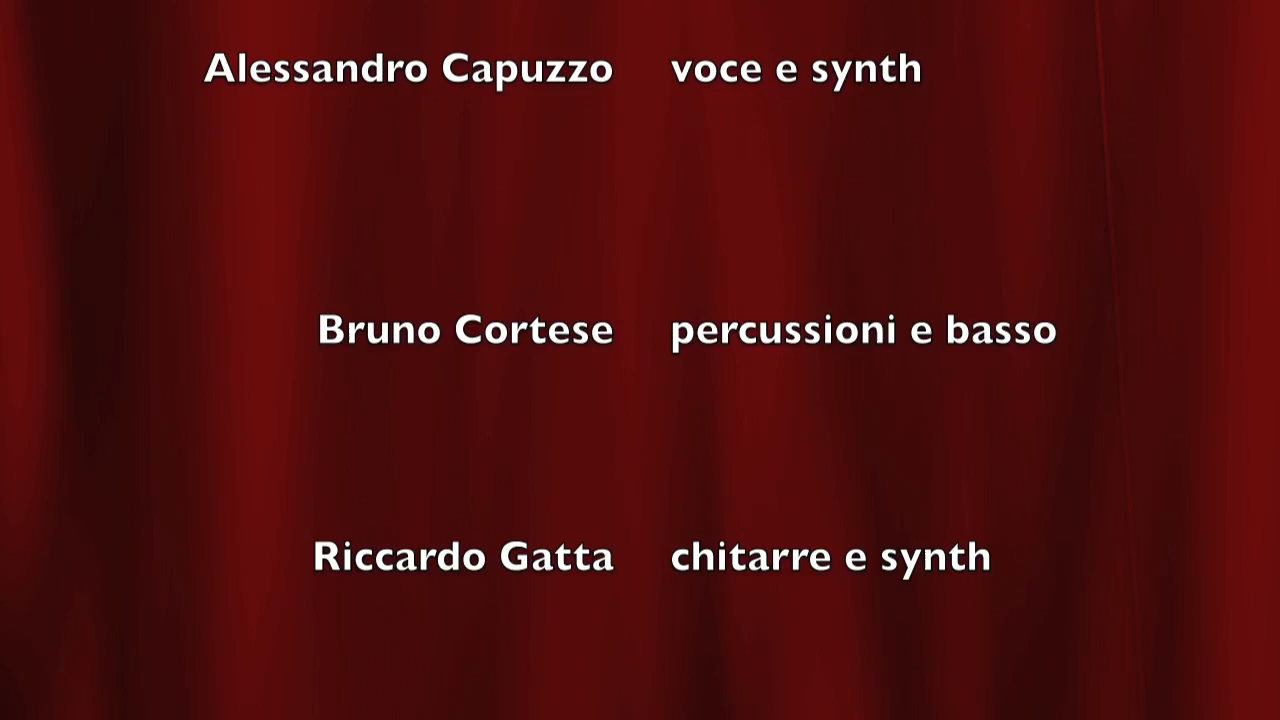 Alessandro Capuzzo voce e synth
Bruno Cortese percussioni e basso
Riccardo Gatta chitarre e synth